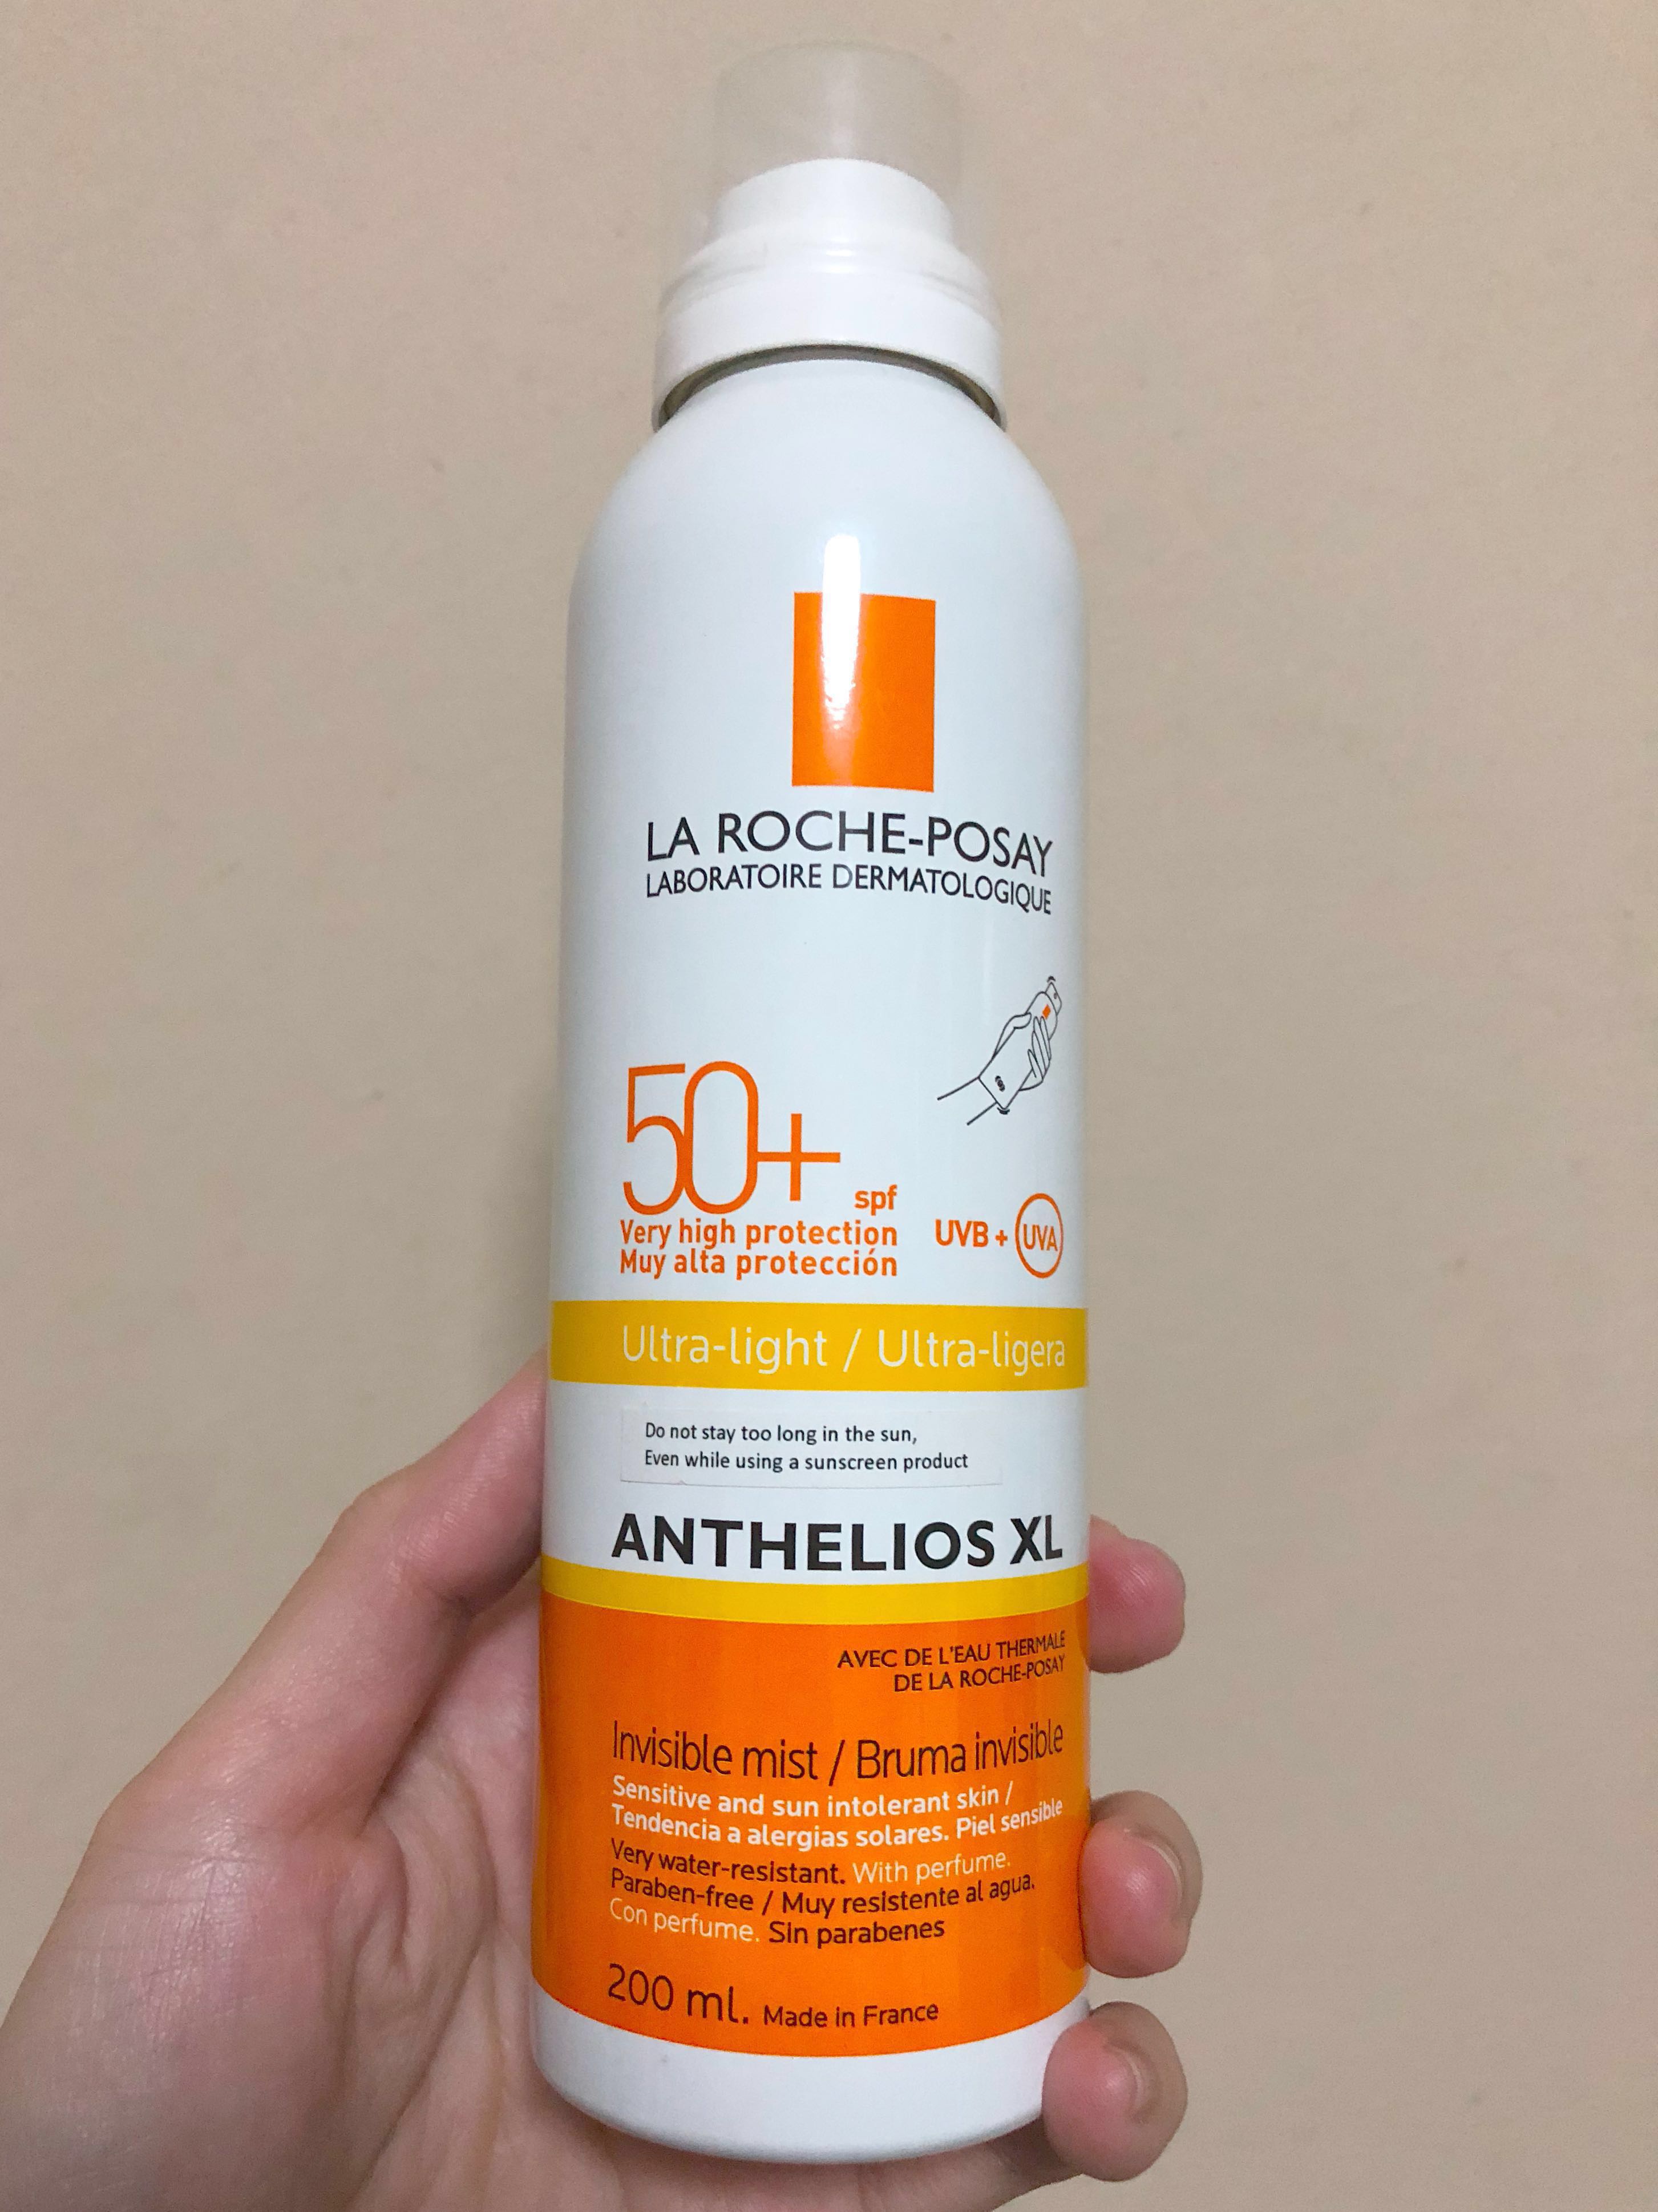 LA ROCHE-POSAY
LABORATOIRE DERMATOLOGIQUE
50+ spf
Very high protection
Muy alta protección
UVB + UVA
Ultra-light / Ultra-ligera
Do not stay too long in the sun,
Even while using a sunscreen product
ANTHELIOS XL
AVEC DE L'EAU THERMALE
DE LA ROCHE-POSAY
Invisible mist / Bruma invisible
Sensitive and sun intolerant skin /
Tendencia a alergias solares. Piel sensible
Very water-resistant. With perfume.
Paraben-free / Muy resistente al agua.
Con perfume. Sin parabenes
200 ml. Made in France